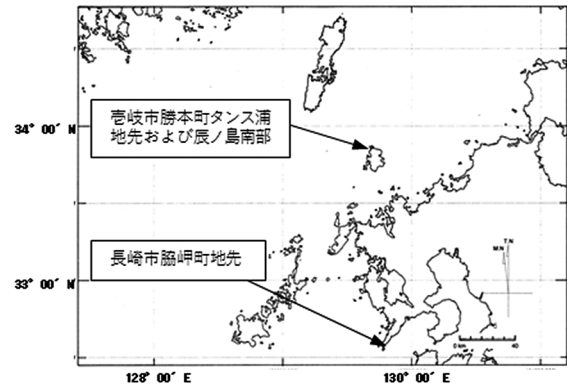 壱岐市勝本町タンス浦
地先および辰ノ島南部
34° 00′ N
長崎市脇岬町地先
33° 00′ N
M.N
T.N
0 km 40
128° 00′ E
130° 00′ E